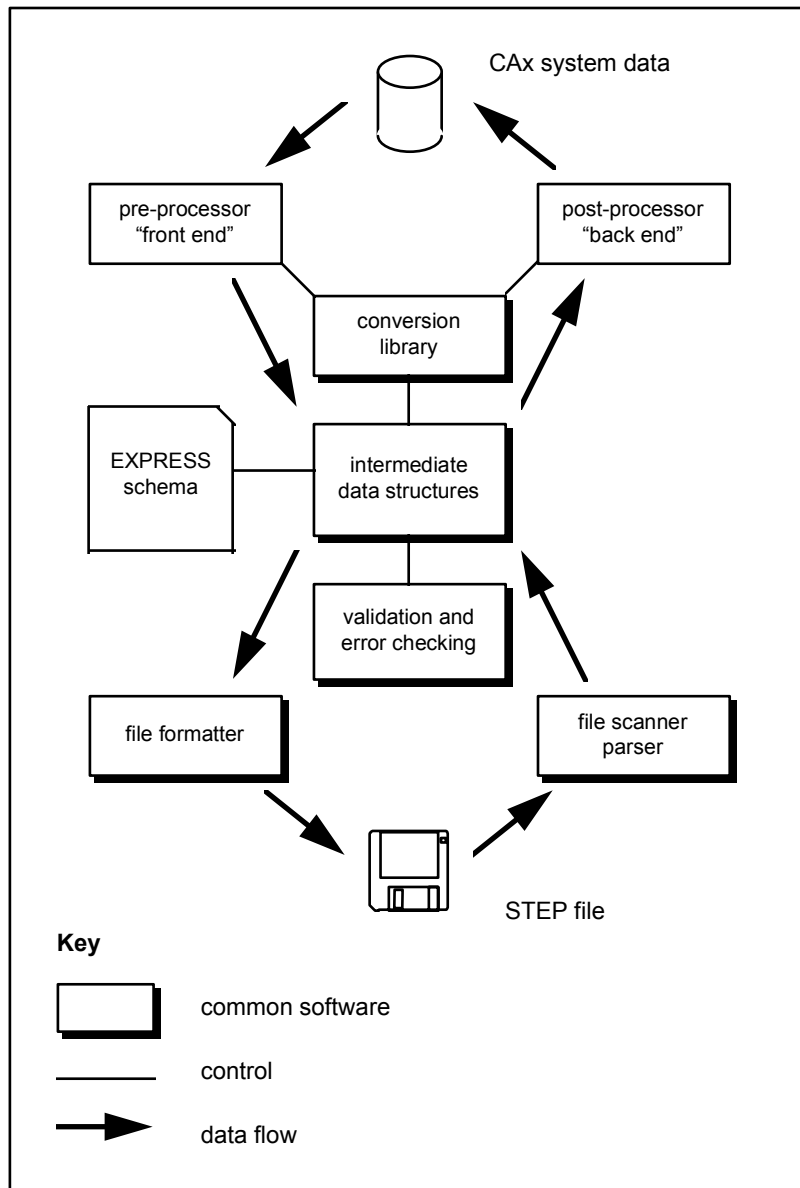 CAx system data
pre-processor
“front end”
post-processor
“back end”
conversion
library
EXPRESS
schema
intermediate
data structures
validation and
error checking
file formatter
file scanner
parser
STEP file
Key
common software
control
data flow